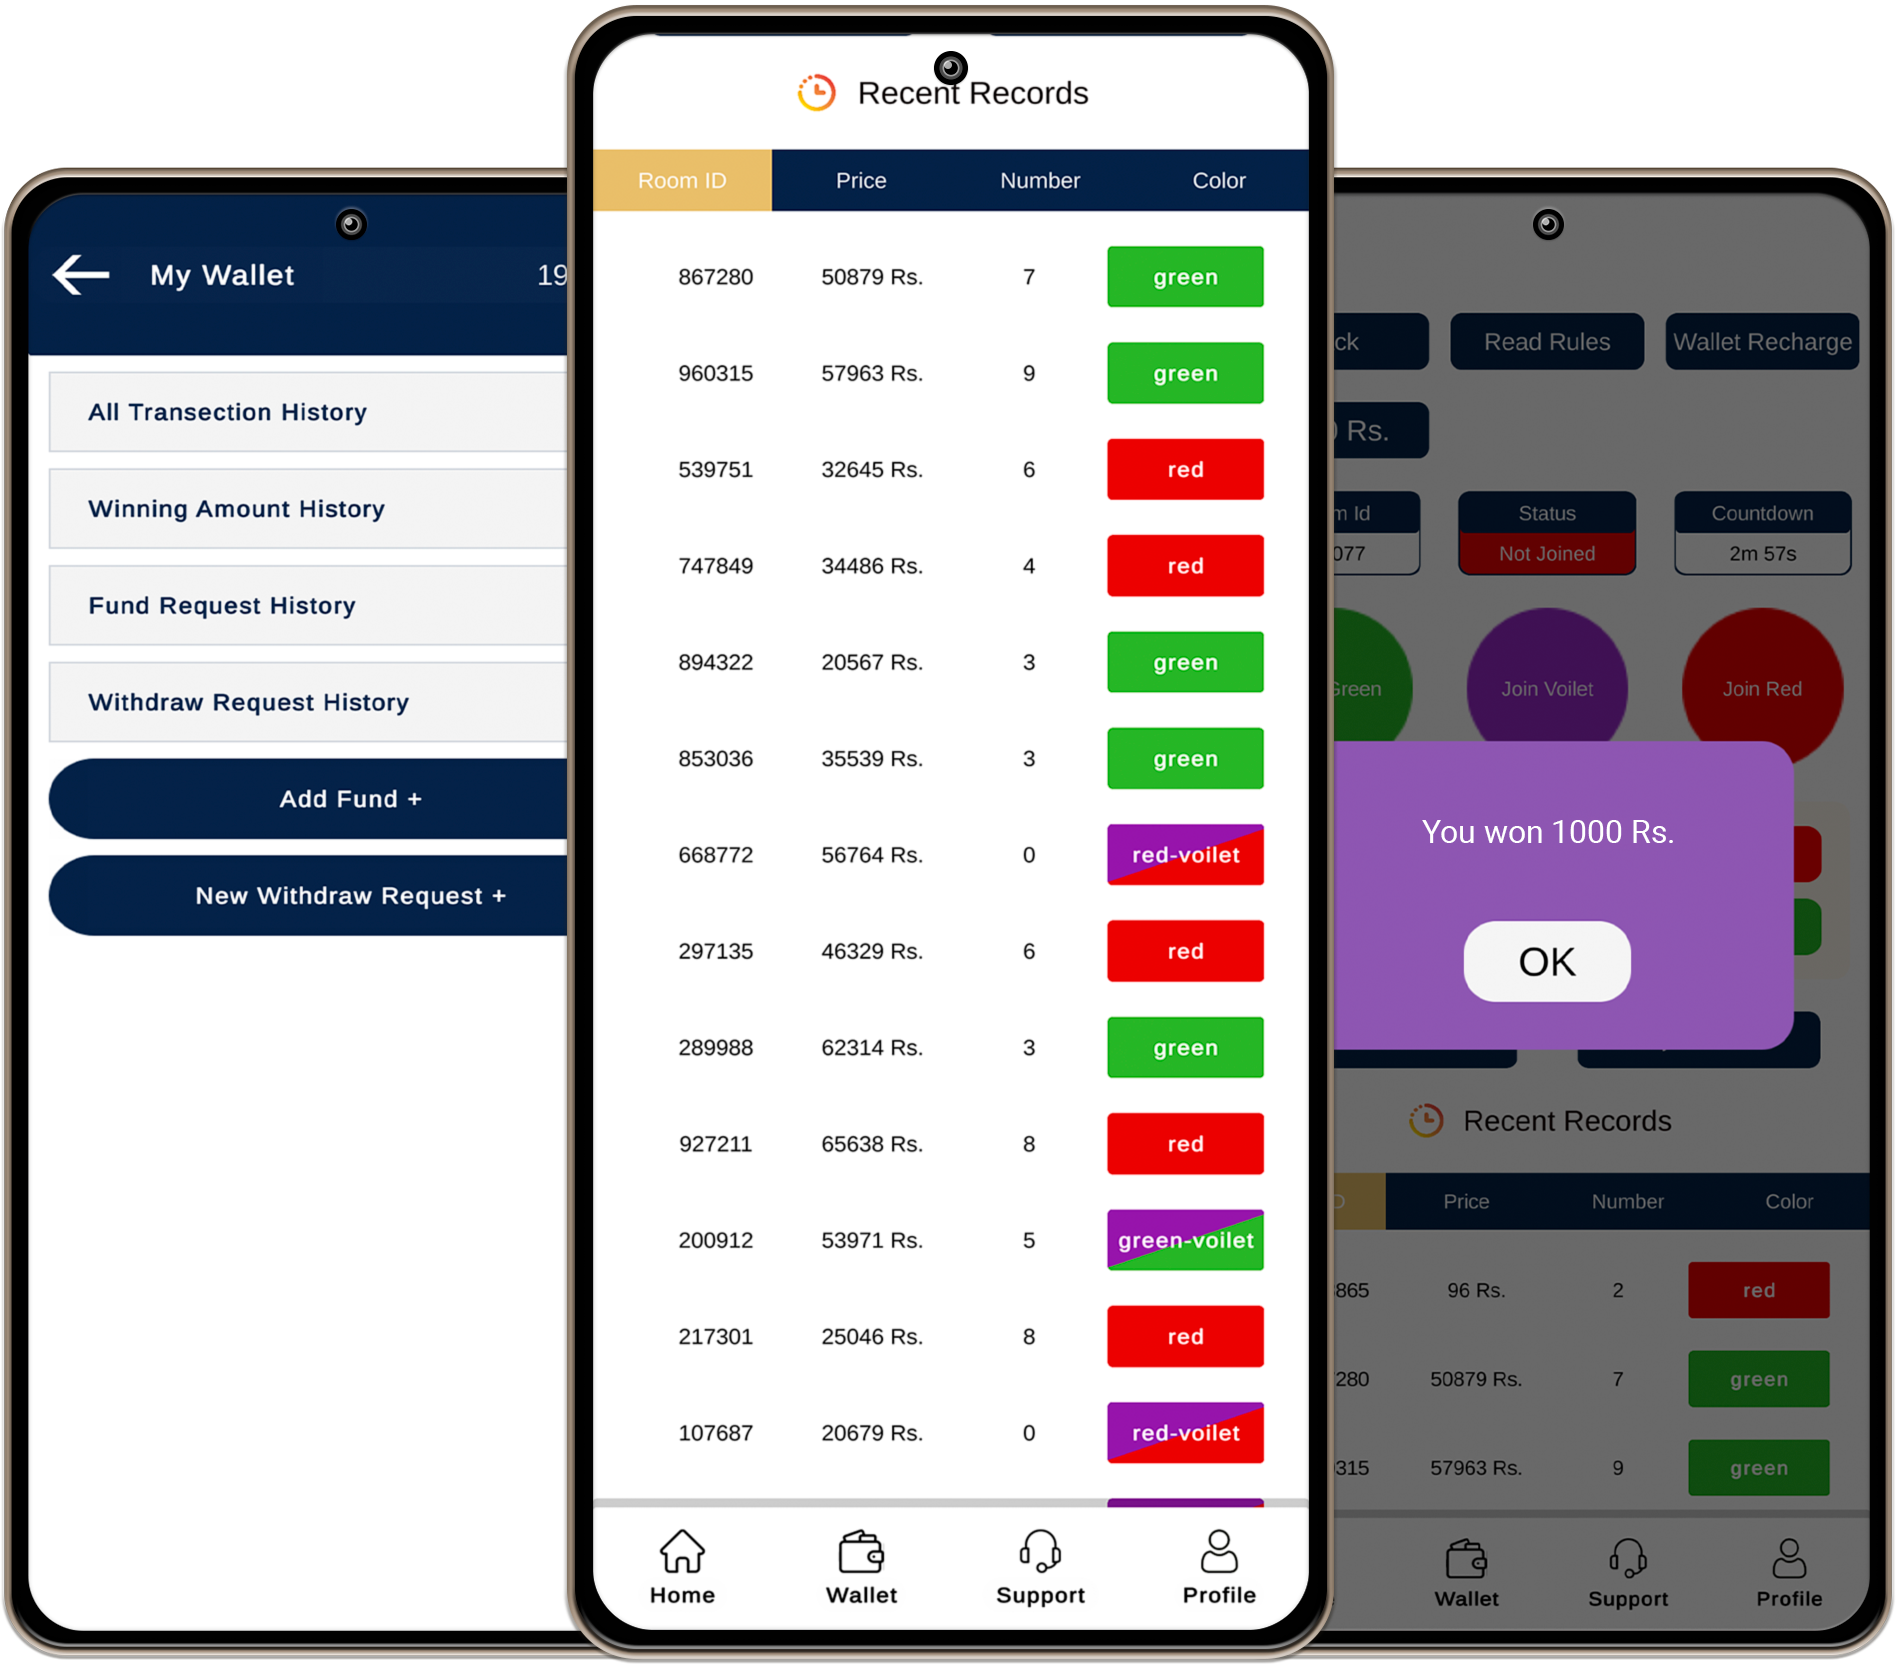 My Wallet 19
All Transection History
Winning Amount History
Fund Request History
Withdraw Request History
Add Fund +
New Withdraw Request +
Recent Records
Room ID Price Number Color
867280 50879 Rs. 7 green
960315 57963 Rs. 9 green
539751 32645 Rs. 6 red
747849 34486 Rs. 4 red
894322 20567 Rs. 3 green
853036 35539 Rs. 3 green
668772 56764 Rs. 0 red-voilet
297135 46329 Rs. 6 red
289988 62314 Rs. 3 green
927211 65638 Rs. 8 red
200912 53971 Rs. 5 green-voilet
217301 25046 Rs. 8 red
107687 20679 Rs. 0 red-voilet
Home Wallet Support Profile
ck Read Rules Wallet Recharge
Rs.
m Id Status Countdown
077 Not Joined 2m 57s
Green Join Voilet Join Red
You won 1000 Rs.
OK
Recent Records
D Price Number Color
865 96 Rs. 2 red
280 50879 Rs. 7 green
315 57963 Rs. 9 green
Wallet Support Profile